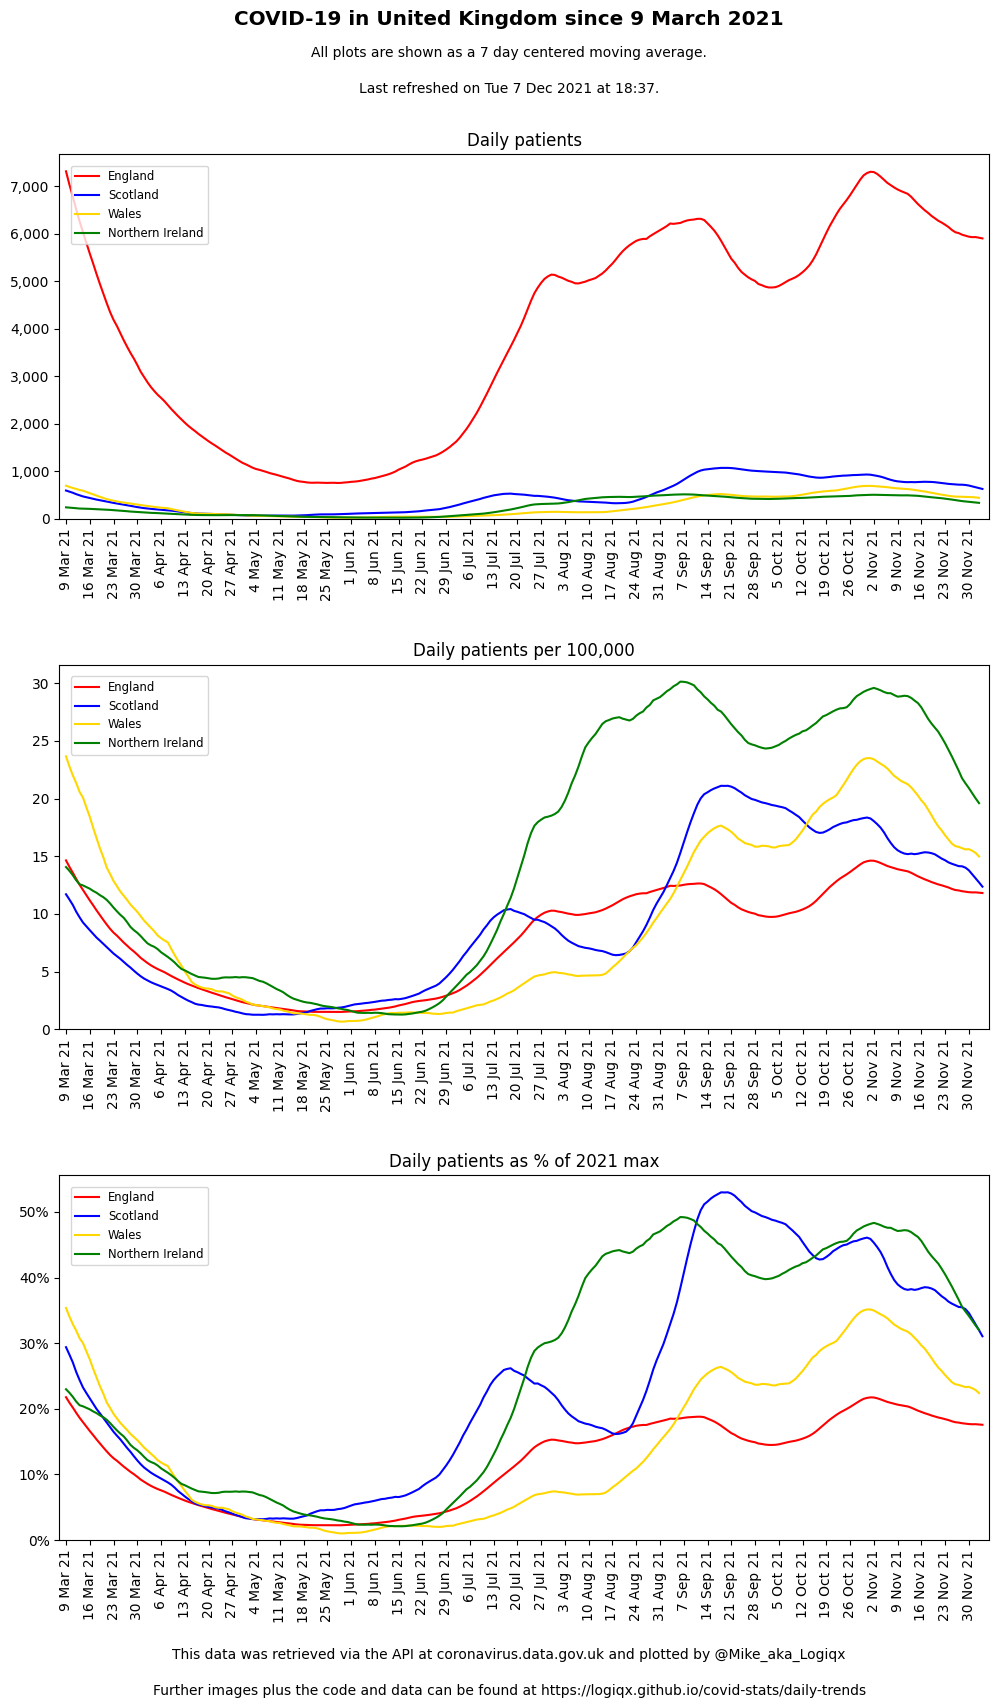 COVID-19 in United Kingdom since 9 March 2021
All plots are shown as a 7 day centered moving average.
Last refreshed on Tue 7 Dec 2021 at 18:37.
Daily patients
England
Scotland
Wales
Northern Ireland
7,000
6,000
5,000
4,000
3,000
2,000
1,000
0
9 Mar 21
16 Mar 21
23 Mar 21
30 Mar 21
6 Apr 21
13 Apr 21
20 Apr 21
27 Apr 21
4 May 21
11 May 21
18 May 21
25 May 21
1 Jun 21
8 Jun 21
15 Jun 21
22 Jun 21
29 Jun 21
6 Jul 21
13 Jul 21
20 Jul 21
27 Jul 21
3 Aug 21
10 Aug 21
17 Aug 21
24 Aug 21
31 Aug 21
7 Sep 21
14 Sep 21
21 Sep 21
28 Sep 21
5 Oct 21
12 Oct 21
19 Oct 21
26 Oct 21
2 Nov 21
9 Nov 21
16 Nov 21
23 Nov 21
30 Nov 21
Daily patients per 100,000
England
Scotland
Wales
Northern Ireland
30
25
20
15
10
5
0
9 Mar 21
16 Mar 21
23 Mar 21
30 Mar 21
6 Apr 21
13 Apr 21
20 Apr 21
27 Apr 21
4 May 21
11 May 21
18 May 21
25 May 21
1 Jun 21
8 Jun 21
15 Jun 21
22 Jun 21
29 Jun 21
6 Jul 21
13 Jul 21
20 Jul 21
27 Jul 21
3 Aug 21
10 Aug 21
17 Aug 21
24 Aug 21
31 Aug 21
7 Sep 21
14 Sep 21
21 Sep 21
28 Sep 21
5 Oct 21
12 Oct 21
19 Oct 21
26 Oct 21
2 Nov 21
9 Nov 21
16 Nov 21
23 Nov 21
30 Nov 21
Daily patients as % of 2021 max
England
Scotland
Wales
Northern Ireland
50%
40%
30%
20%
10%
0%
9 Mar 21
16 Mar 21
23 Mar 21
30 Mar 21
6 Apr 21
13 Apr 21
20 Apr 21
27 Apr 21
4 May 21
11 May 21
18 May 21
25 May 21
1 Jun 21
8 Jun 21
15 Jun 21
22 Jun 21
29 Jun 21
6 Jul 21
13 Jul 21
20 Jul 21
27 Jul 21
3 Aug 21
10 Aug 21
17 Aug 21
24 Aug 21
31 Aug 21
7 Sep 21
14 Sep 21
21 Sep 21
28 Sep 21
5 Oct 21
12 Oct 21
19 Oct 21
26 Oct 21
2 Nov 21
9 Nov 21
16 Nov 21
23 Nov 21
30 Nov 21
This data was retrieved via the API at coronavirus.data.gov.uk and plotted by @Mike_aka_Logiqx
Further images plus the code and data can be found at https://logiqx.github.io/covid-stats/daily-trends